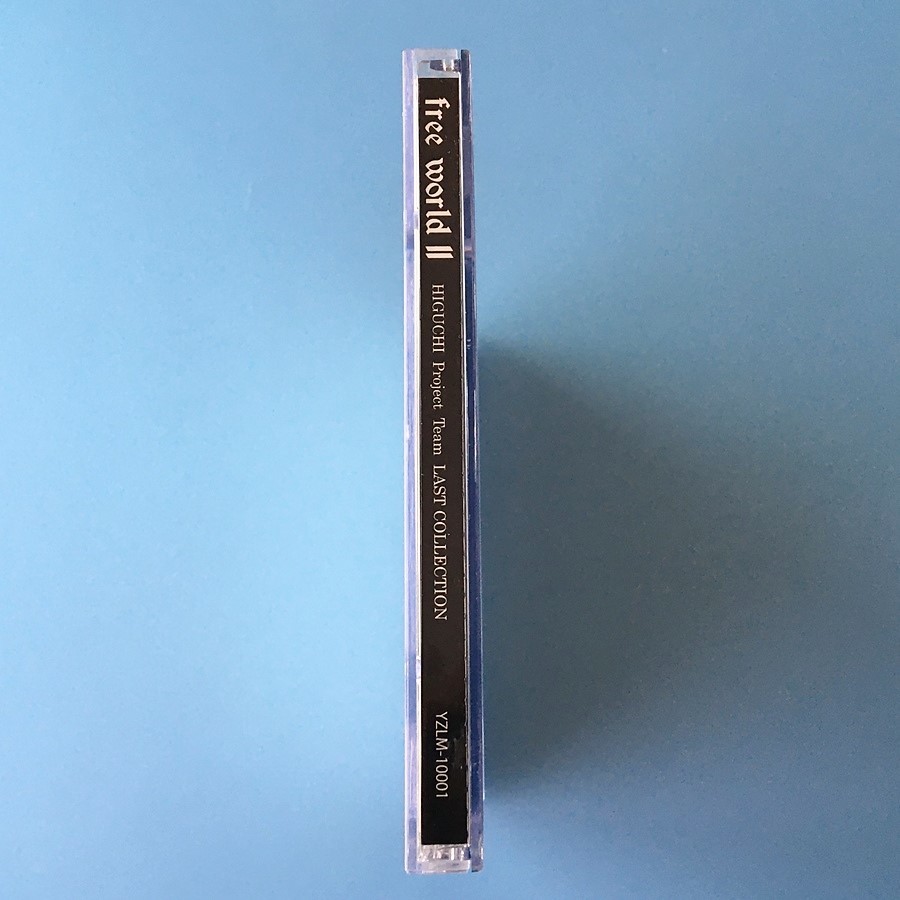 free world II
HIGUCHI Project Team LAST COLLECTION
YZLM-10001